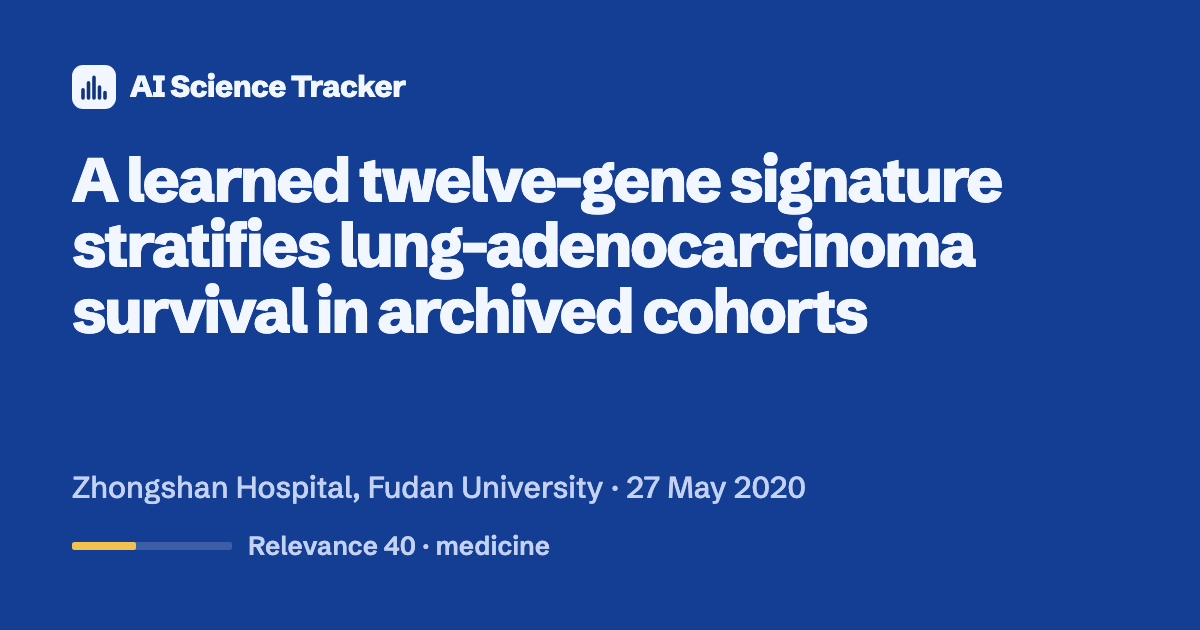 AI Science Tracker
A learned twelve-gene signature
stratifies lung-adenocarcinoma
survival in archived cohorts
Zhongshan Hospital, Fudan University · 27 May 2020
Relevance 40 · medicine